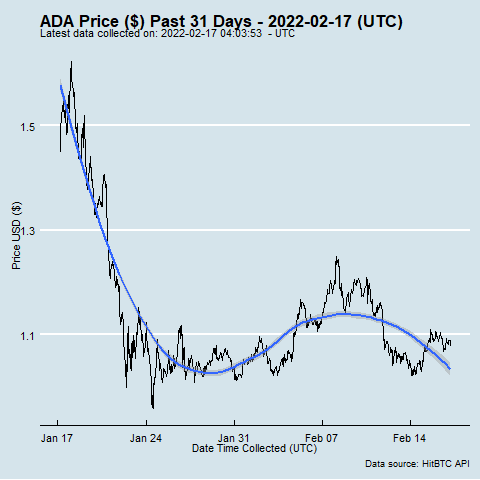 ADA Price ($) Past 31 Days - 2022-02-17 (UTC)
Latest data collected on: 2022-02-17 04:03:53  - UTC
1.5
1.3
1.1
Price USD ($)
Jan 17 Jan 24 Jan 31 Feb 07 Feb 14
Date Time Collected (UTC)
Data source: HitBTC API